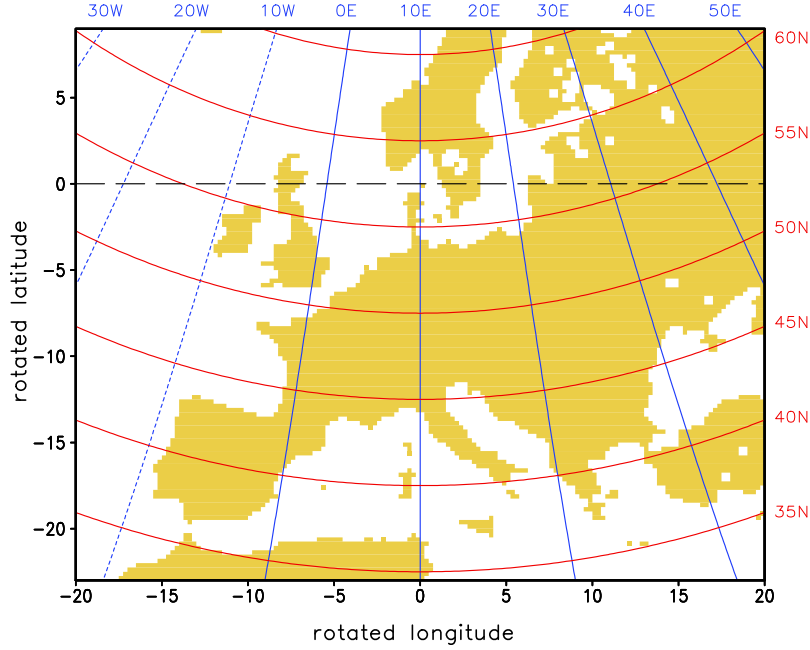 30W 20W 10W 0E 10E 20E 30E 40E 50E
60N
5
55N
0
50N
-5
45N
-10
40N
-15
35N
-20
-20 -15 -10 -5 0 5 10 15 20
rotated latitude
rotated longitude